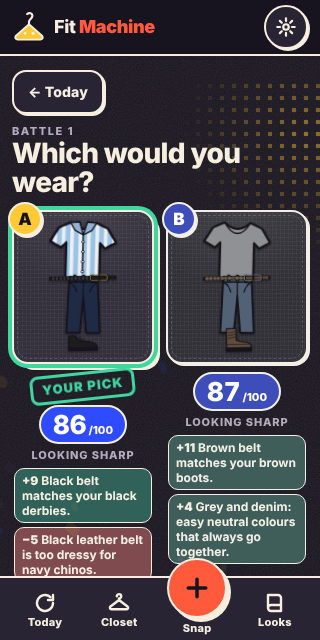 Fit Machine
← Today
BATTLE 1
Which would you
wear?
A
B
YOUR PICK
86/100
LOOKING SHARP
+9 Black belt
matches your black
derbies.
−5 Black leather belt
is too dressy for
navy chinos.
87/100
LOOKING SHARP
+11 Brown belt
matches your brown
boots.
+4 Grey and denim:
easy neutral colours
that always go
together.
Today
Closet
+
Snap
Looks